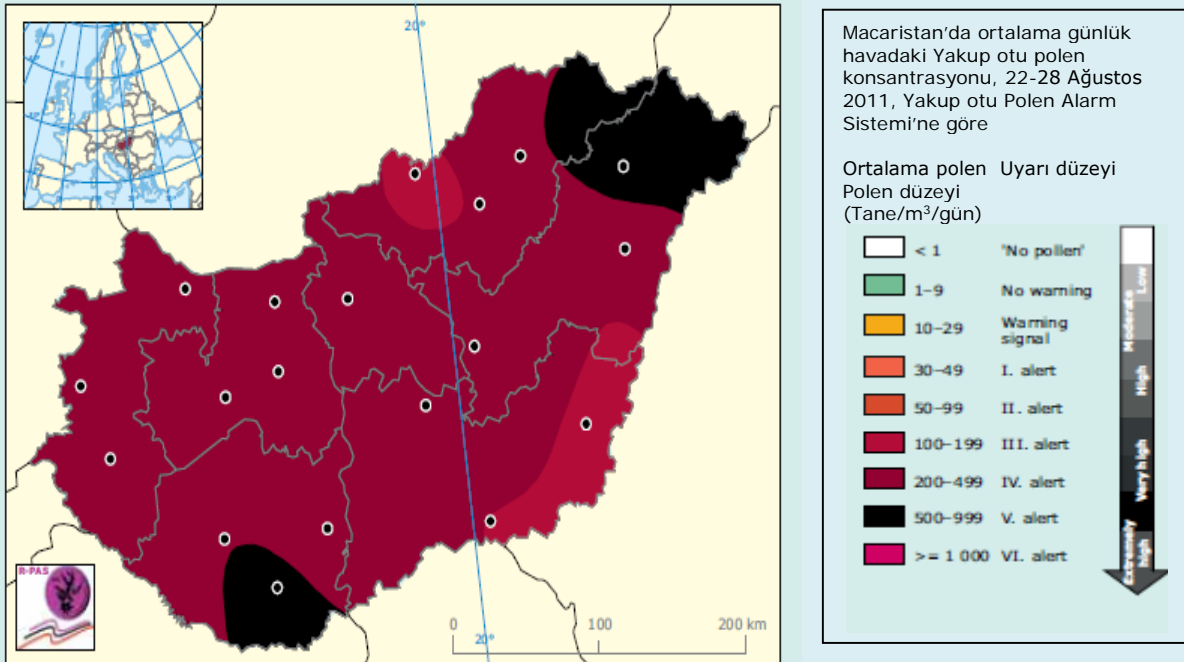 20°
R-PAS
0 100 200 km
20°
Macaristan'da ortalama günlük
havadaki Yakup otu polen
konsantrasyonu, 22-28 Ağustos
2011, Yakup otu Polen Alarm
Sistemi'ne göre
Ortalama polen Uyarı düzeyi
Polen düzeyi
(Tane/m³/gün)
< 1 'No pollen'
1–9 No warning
10–29 Warning
signal
30–49 I. alert
50–99 II. alert
100–199 III. alert
200–499 IV. alert
500–999 V. alert
>= 1 000 VI. alert
Low
Moderate
High
Very high
Extremely
high